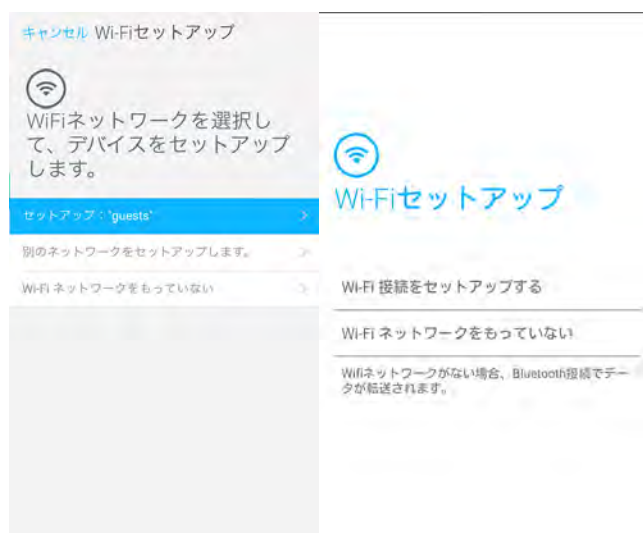 キャンセル Wi-Fiセットアップ
WiFiネットワークを選択し
て、デバイスをセットアップ
します。
セットアップ："guests"
別のネットワークをセットアップします。
Wi-Fi ネットワークをもっていない
Wi-Fiセットアップ
Wi-Fi 接続をセットアップする
Wi-Fi ネットワークをもっていない
Wifiネットワークがない場合、Bluetooth接続でデー
タが転送されます。